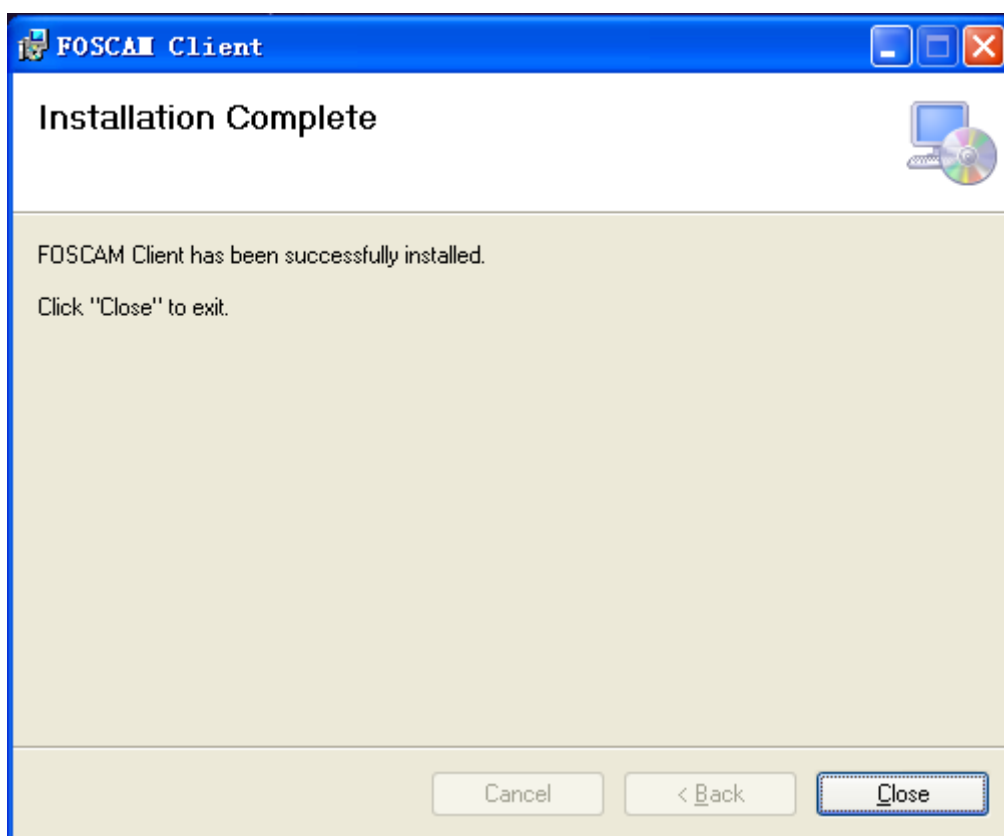 FOSCAM Client
Installation Complete
FOSCAM Client has been successfully installed.
Click "Close" to exit.
Cancel
< Back
Close